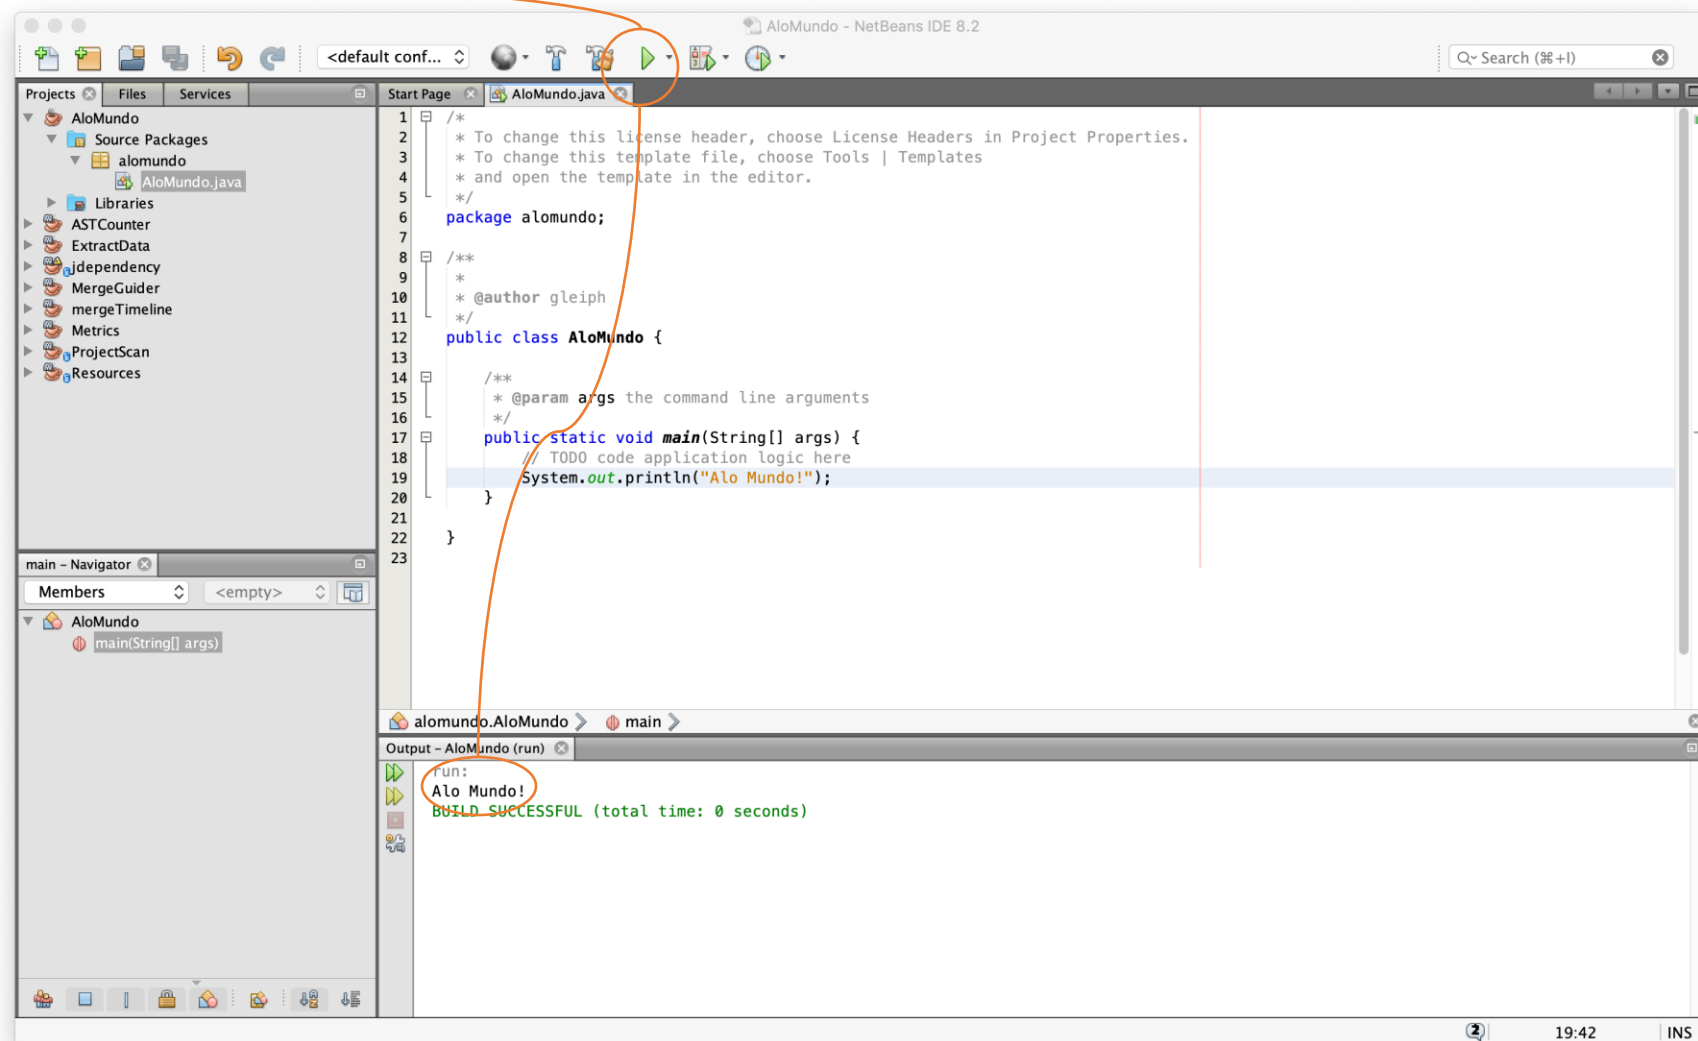 AloMundo - NetBeans IDE 8.2
<default conf...
Search (⌘+I)
Projects
Files
Services
AloMundo
Source Packages
alomundo
AloMundo.java
Libraries
ASTCounter
ExtractData
jdependency
MergeGuider
mergeTimeline
Metrics
ProjectScan
Resources
Start Page
AloMundo.java
1 /*
2 * To change this license header, choose License Headers in Project Properties.
3 * To change this template file, choose Tools | Templates
4 * and open the template in the editor.
5 */
6 package alomundo;
7
8 /**
9 *
10 * @author gleiph
11 */
12 public class AloMundo {
13
14 /**
15 * @param args the command line arguments
16 */
17 public static void main(String[] args) {
18 // TODO code application logic here
19 System.out.println("Alo Mundo!");
20 }
21
22 }
23
main - Navigator
Members
<empty>
AloMundo
main(String[] args)
alomundo.AloMundo
main
Output - AloMundo (run)
run:
Alo Mundo!
BUILD SUCCESSFUL (total time: 0 seconds)
2
19:42
INS